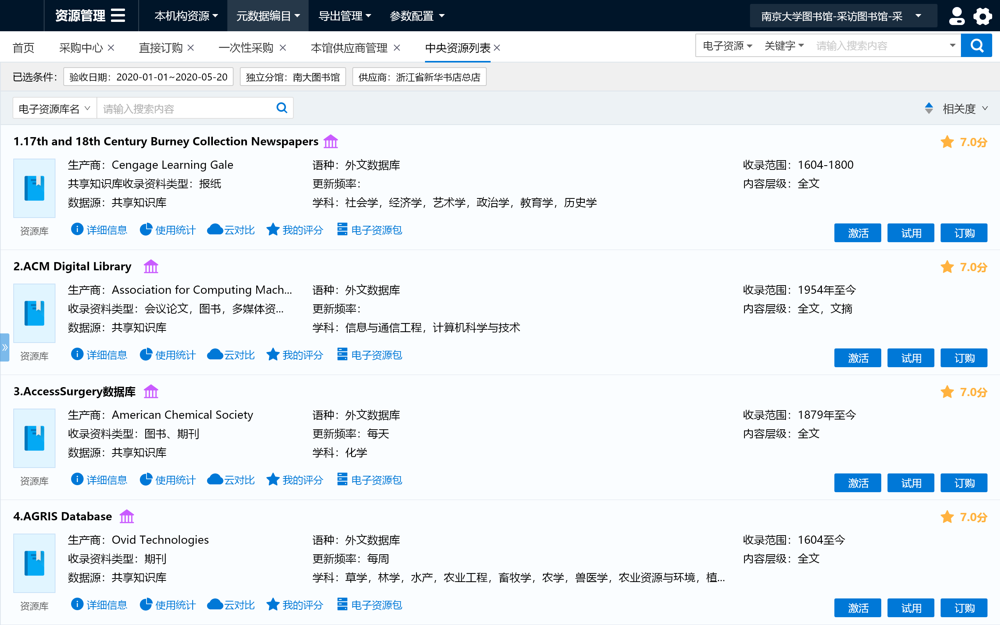 资源管理 本机构资源 元数据编目 导出管理 参数配置 南京大学图书馆-采访图书馆-采
首页 采购中心 直接订购 一次性采购 本馆供应商管理 中央资源列表 电子资源 关键字 请输入搜索内容
已选条件： 验收日期：2020-01-01~2020-05-20 独立分馆：南大图书馆 供应商：浙江省新华书店总店
电子资源库名 请输入搜索内容 相关度
1.17th and 18th Century Burney Collection Newspapers 7.0分
生产商：Cengage Learning Gale 语种：外文数据库 收录范围：1604-1800
共享知识库收录资料类型：报纸 更新频率： 内容层级：全文
数据源：共享知识库 学科：社会学，经济学，艺术学，政治学，教育学，历史学
资源库 详细信息 使用统计 云对比 我的评分 电子资源包 激活 试用 订购
2.ACM Digital Library 7.0分
生产商：Association for Computing Mach... 语种：外文数据库 收录范围：1954年至今
收录资料类型：会议论文，图书，多媒体资... 更新频率： 内容层级：全文，文摘
数据源：共享知识库 学科：信息与通信工程，计算机科学与技术
资源库 详细信息 使用统计 云对比 我的评分 电子资源包 激活 试用 订购
3.AccessSurgery数据库 7.0分
生产商：American Chemical Society 语种：外文数据库 收录范围：1879年至今
收录资料类型：图书、期刊 更新频率：每天 内容层级：全文
数据源：共享知识库 学科：化学
资源库 详细信息 使用统计 云对比 我的评分 电子资源包 激活 试用 订购
4.AGRIS Database 7.0分
生产商：Ovid Technologies 语种：外文数据库 收录范围：1604至今
收录资料类型：期刊 更新频率：每周 内容层级：全文
数据源：共享知识库 学科：草学，林学，水产，农业工程，畜牧学，农学，兽医学，农业资源与环境，植...
资源库 详细信息 使用统计 云对比 我的评分 电子资源包 激活 试用 订购